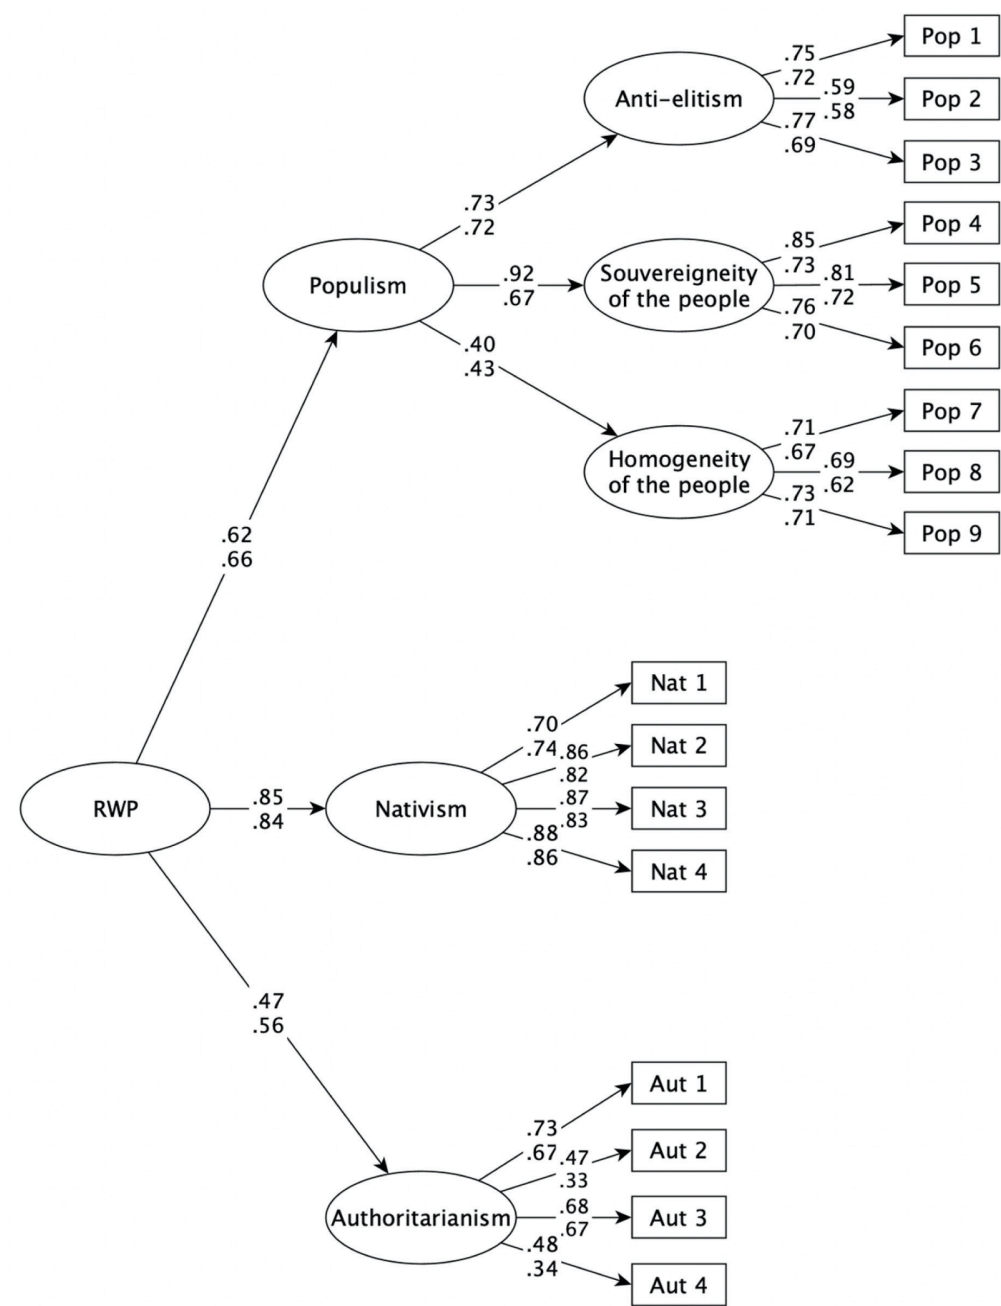 Pop 1
.75
.72
Anti–elitism
.59
.58
Pop 2
.77
.69
Pop 3
.73
.72
Pop 4
.85
.73
Populism
.92
.67
Souvereigneity
of the people
.81
.72
Pop 5
.76
.70
Pop 6
.40
.43
Pop 7
.71
.67
Homogeneity
of the people
.69
.62
Pop 8
.73
.71
Pop 9
.62
.66
Nat 1
.70
.74
.86
.82
Nat 2
RWP
.85
.84
Nativism
.87
.83
Nat 3
.88
.86
Nat 4
.47
.56
Aut 1
.73
.67
.47
.33
Aut 2
Authoritarianism
.68
.67
Aut 3
.48
.34
Aut 4